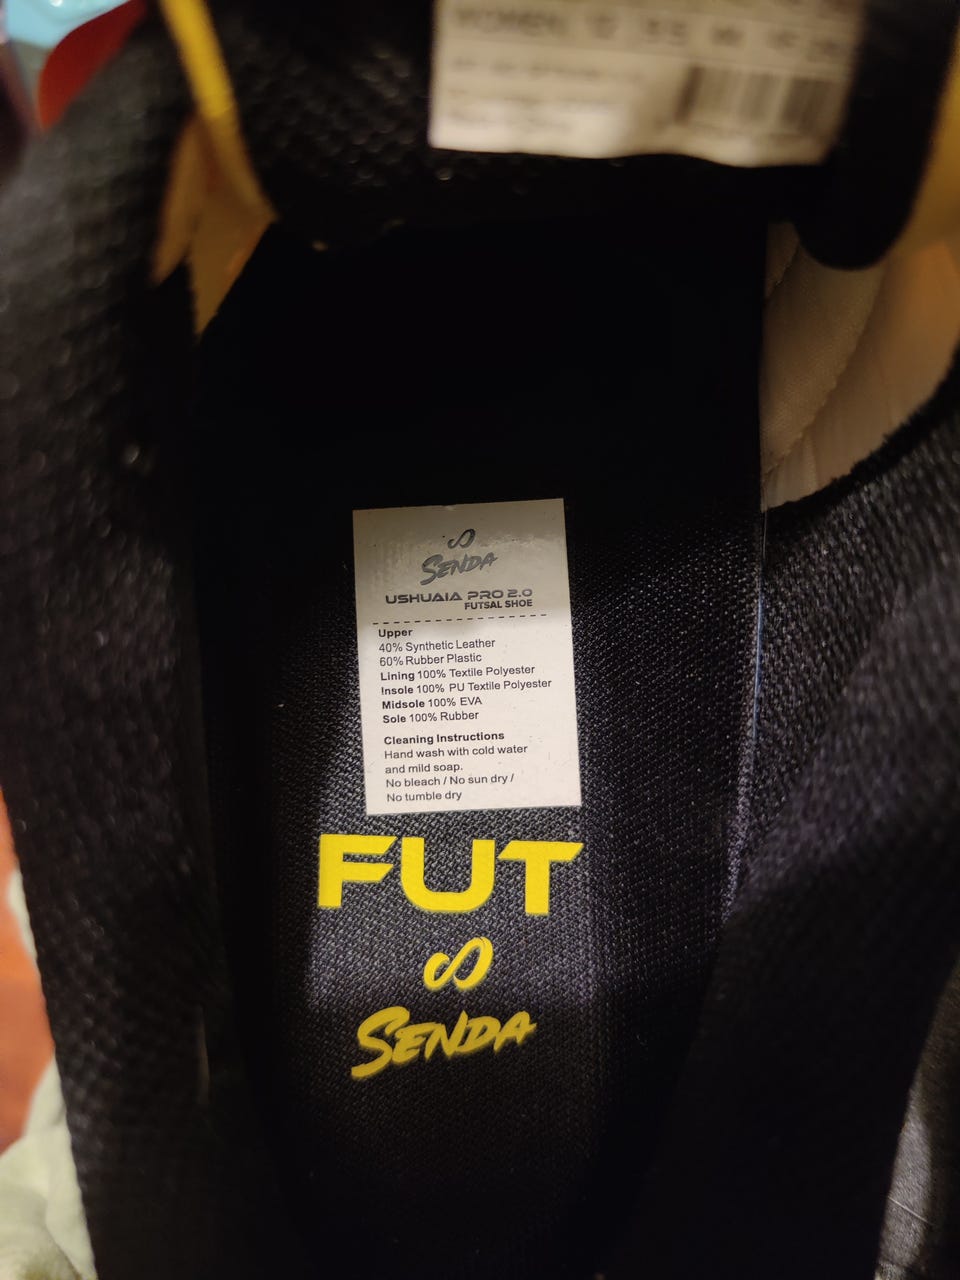 WOMEN
SENDA
USHUAIA PRO 2.0
FUTSAL SHOE
Upper
40% Synthetic Leather
60% Rubber Plastic
Lining 100% Textile Polyester
Insole 100% PU Textile Polyester
Midsole 100% EVA
Sole 100% Rubber
Cleaning Instructions
Hand wash with cold water
and mild soap.
No bleach / No sun dry /
No tumble dry
FUT
SENDA